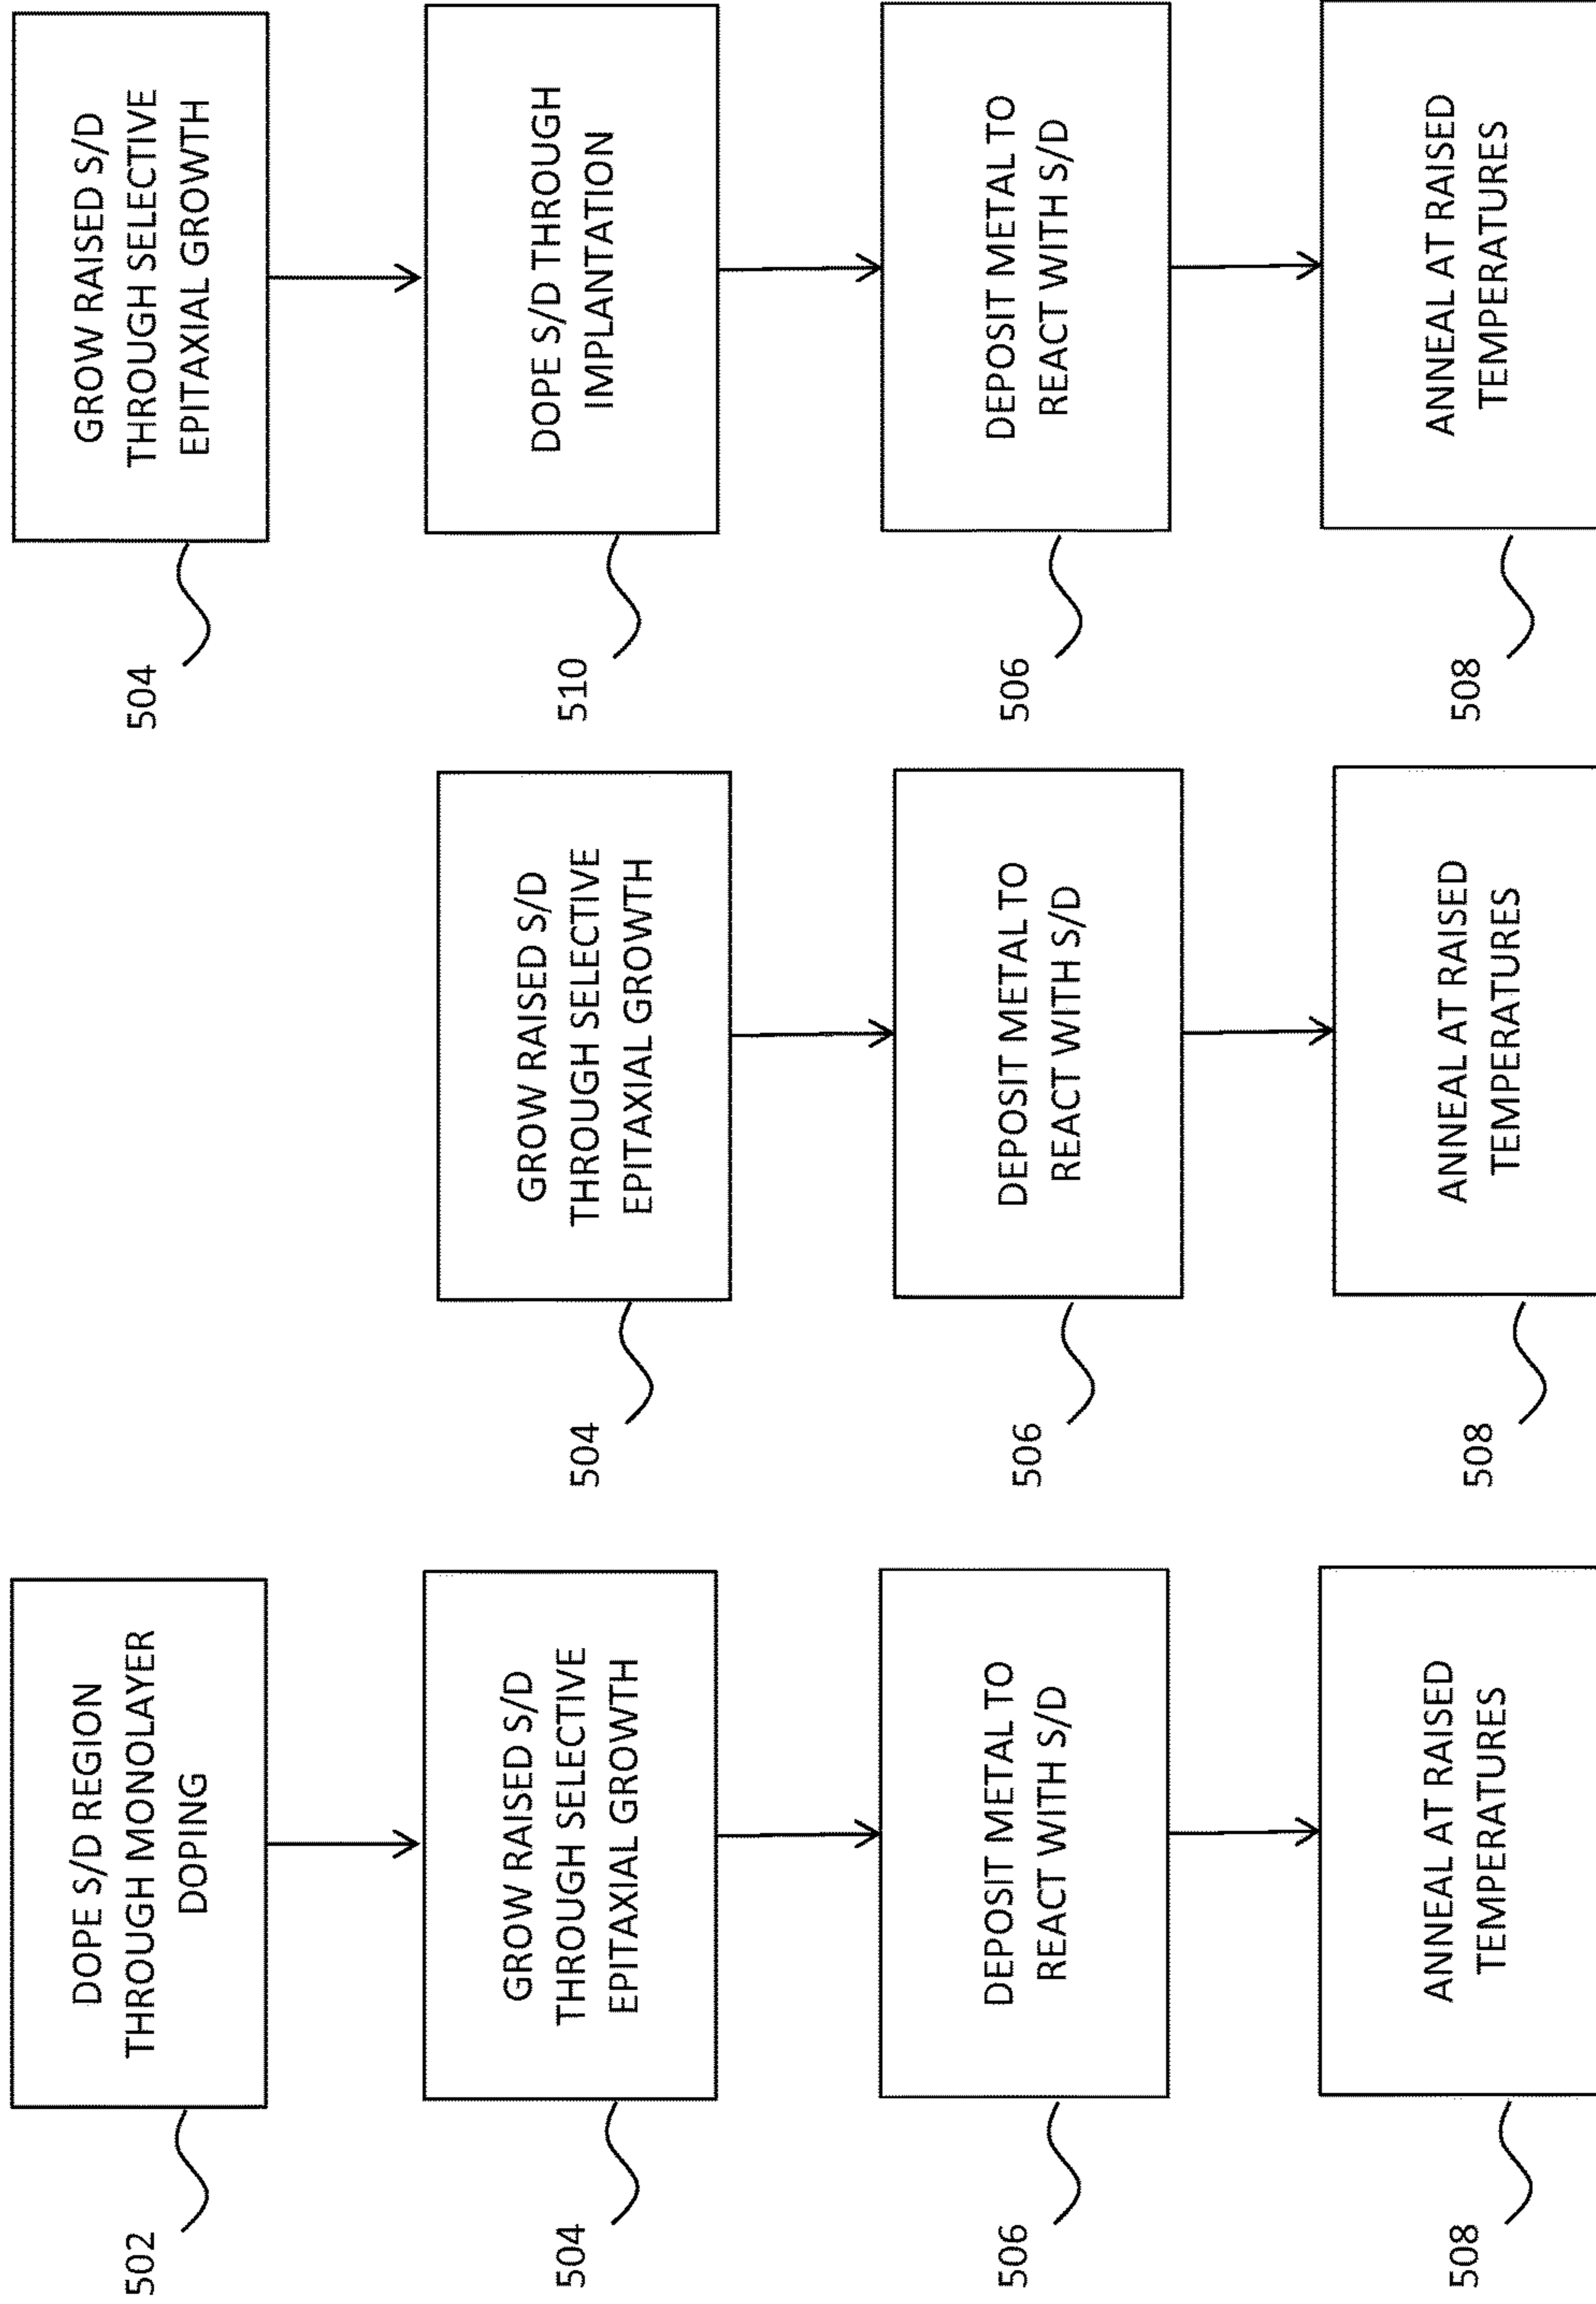 502
DOPE S/D REGION
THROUGH MONOLAYER
DOPING
504
GROW RAISED S/D
THROUGH SELECTIVE
EPITAXIAL GROWTH
506
DEPOSIT METAL TO
REACT WITH S/D
508
ANNEAL AT RAISED
TEMPERATURES
504
GROW RAISED S/D
THROUGH SELECTIVE
EPITAXIAL GROWTH
506
DEPOSIT METAL TO
REACT WITH S/D
508
ANNEAL AT RAISED
TEMPERATURES
504
GROW RAISED S/D
THROUGH SELECTIVE
EPITAXIAL GROWTH
510
DOPE S/D THROUGH
IMPLANTATION
506
DEPOSIT METAL TO
REACT WITH S/D
508
ANNEAL AT RAISED
TEMPERATURES